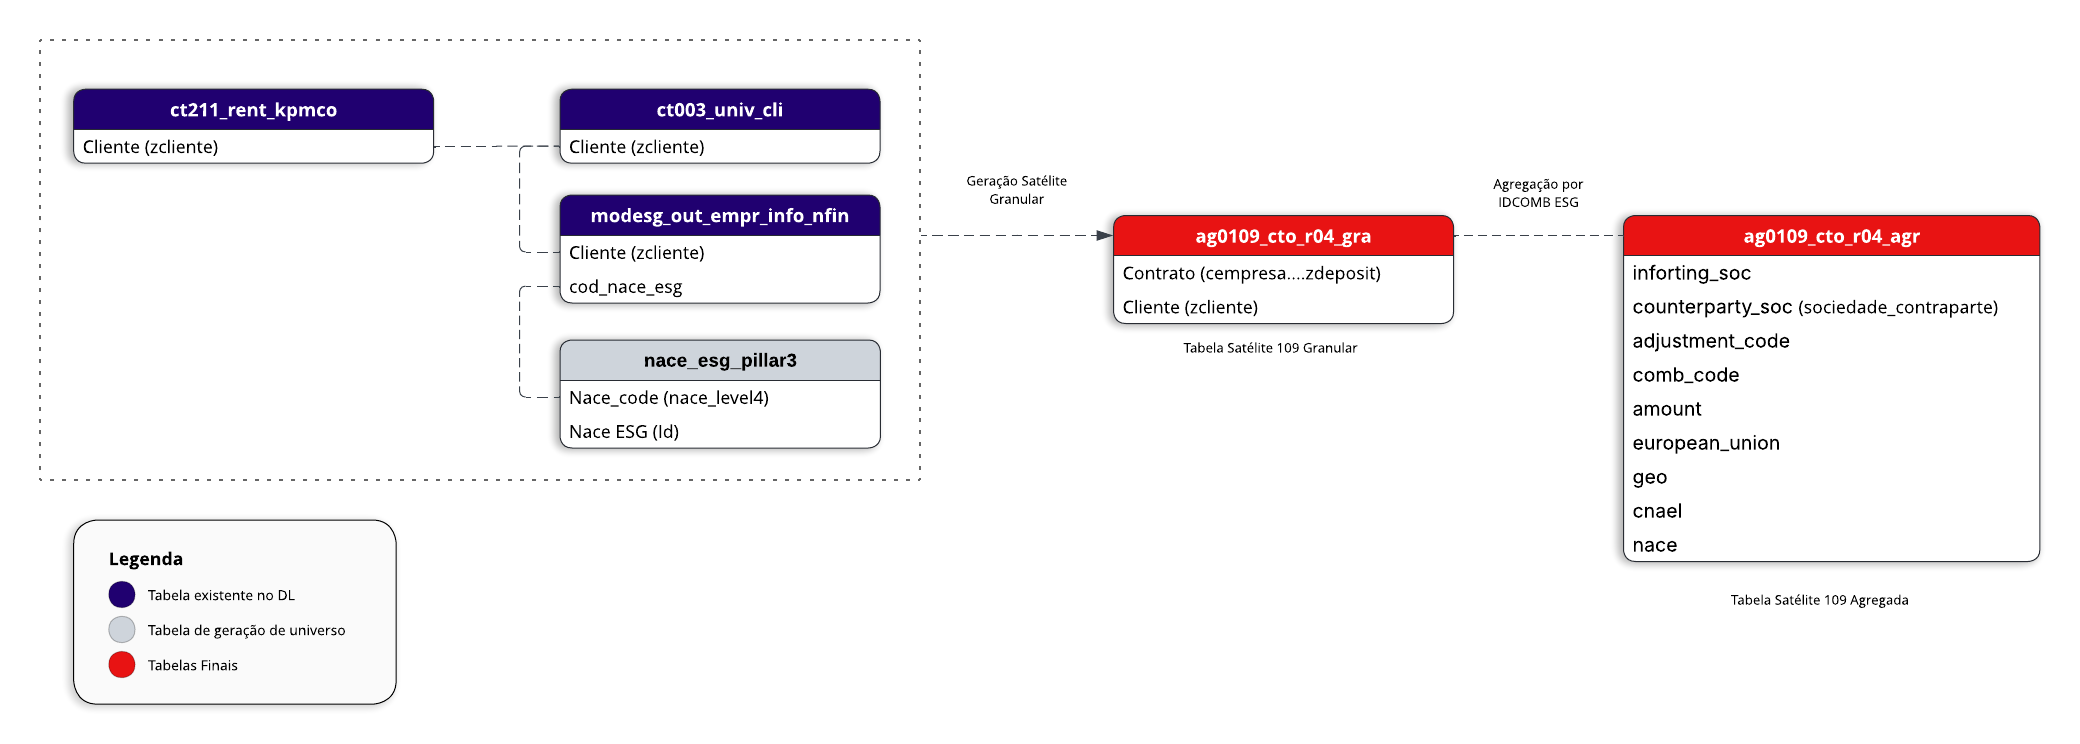 ct211_rent_kpmco
Cliente (zcliente)
ct003_univ_cli
Cliente (zcliente)
modesg_out_empr_info_nfin
Cliente (zcliente)
cod_nace_esg
nace_esg_pillar3
Nace_code (nace_level4)
Nace ESG (Id)
Geração Satélite
Granular
ag0109_cto_r04_gra
Contrato (cempresa....zdeposit)
Cliente (zcliente)
Tabela Satélite 109 Granular
Agregação por
IDCOMB ESG
ag0109_cto_r04_agr
inforting_soc
counterparty_soc (sociedade_contraparte)
adjustment_code
comb_code
amount
european_union
geo
cnael
nace
Tabela Satélite 109 Agregada
Legenda
Tabela existente no DL
Tabela de geração de universo
Tabelas Finais